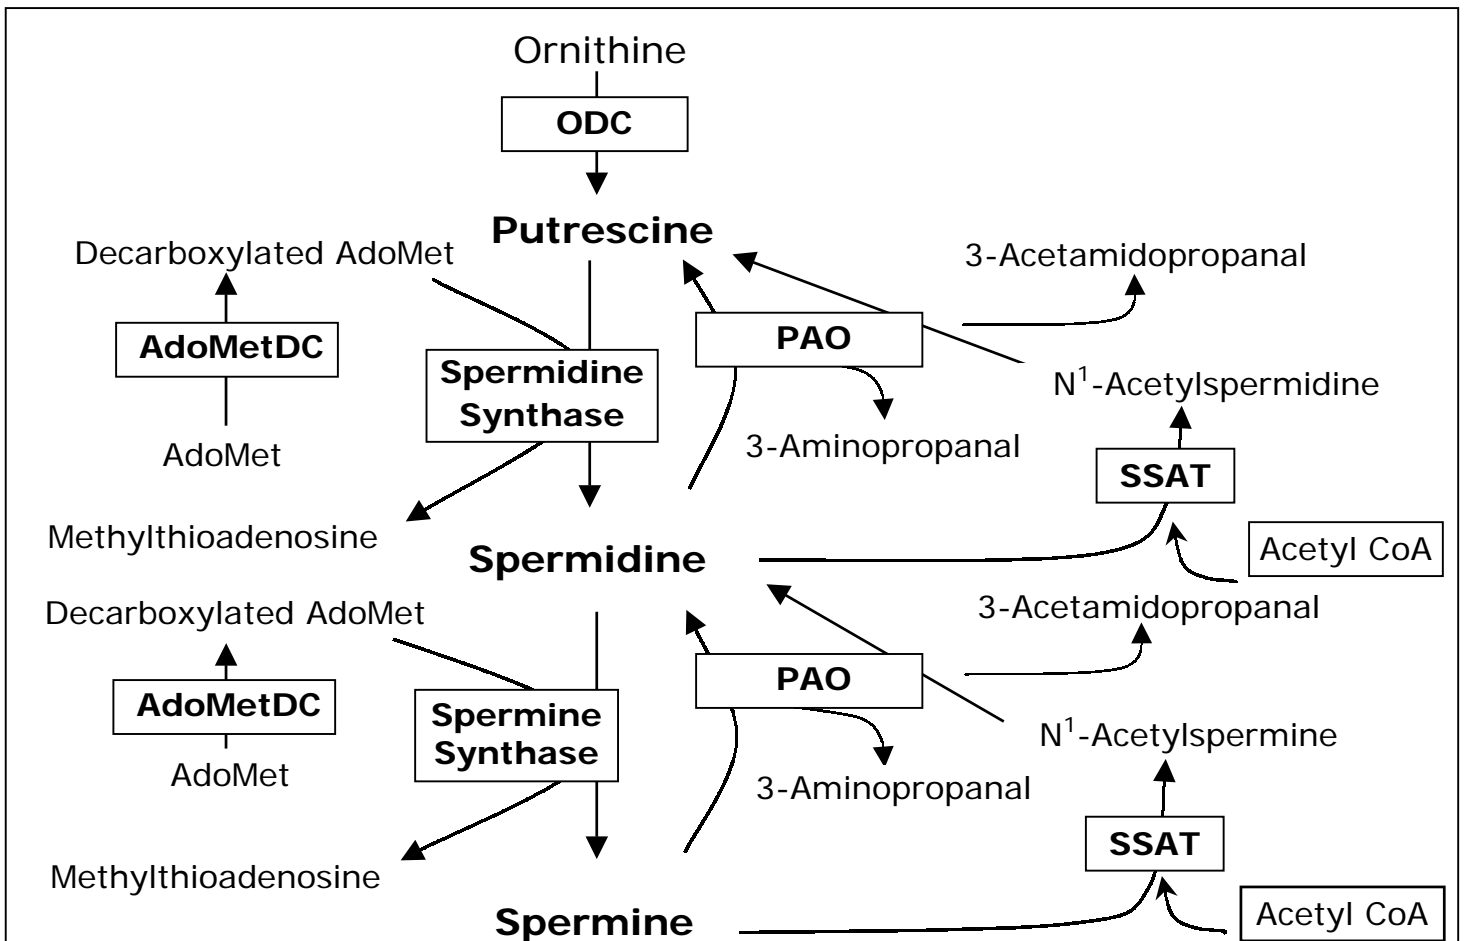 Ornithine
ODC
Putrescine
Decarboxylated AdoMet
3-Acetamidopropanal
AdoMetDC
PAO
Spermidine
Synthase
N¹-Acetylspermidine
3-Aminopropanal
AdoMet
SSAT
Methylthioadenosine
Acetyl CoA
Spermidine
Decarboxylated AdoMet
3-Acetamidopropanal
PAO
AdoMetDC
Spermine
Synthase
N¹-Acetylspermine
AdoMet
3-Aminopropanal
SSAT
Methylthioadenosine
Acetyl CoA
Spermine